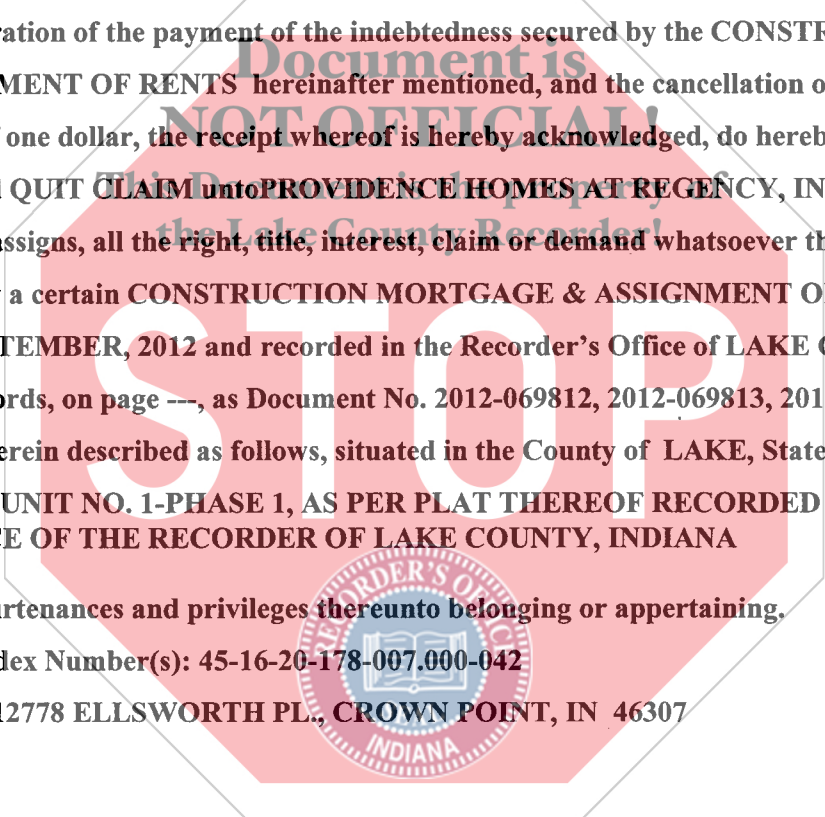 ration of the payment of the indebtedness secured by the CONSTR
Document is
MENT OF RENTS hereinafter mentioned, and the cancellation o
NOT OFFICIAL!
one dollar, the receipt whereof is hereby acknowledged, do hereb
This Document is the property of
QUIT CLAIM untoPROVIDENCE HOMES AT REGENCY, IN
the Lake County Recorder!
assigns, all the right, title, interest, claim or demand whatsoever th
y a certain CONSTRUCTION MORTGAGE & ASSIGNMENT O
STOP
TEMBER, 2012 and recorded in the Recorder's Office of LAKE
ords, on page ---, as Document No. 2012-069812, 2012-069813, 201
erein described as follows, situated in the County of LAKE, State
UNIT NO. 1-PHASE 1, AS PER PLAT THEREOF RECORDED
CE OF THE RECORDER OF LAKE COUNTY, INDIANA
RECORDER'S OFFIC
urtenances and privileges thereunto belonging or appertaining.
dex Number(s): 45-16-20-178-007.000-042
12778 ELLSWORTH PL., CROWN POINT, IN 46307
INDIANA